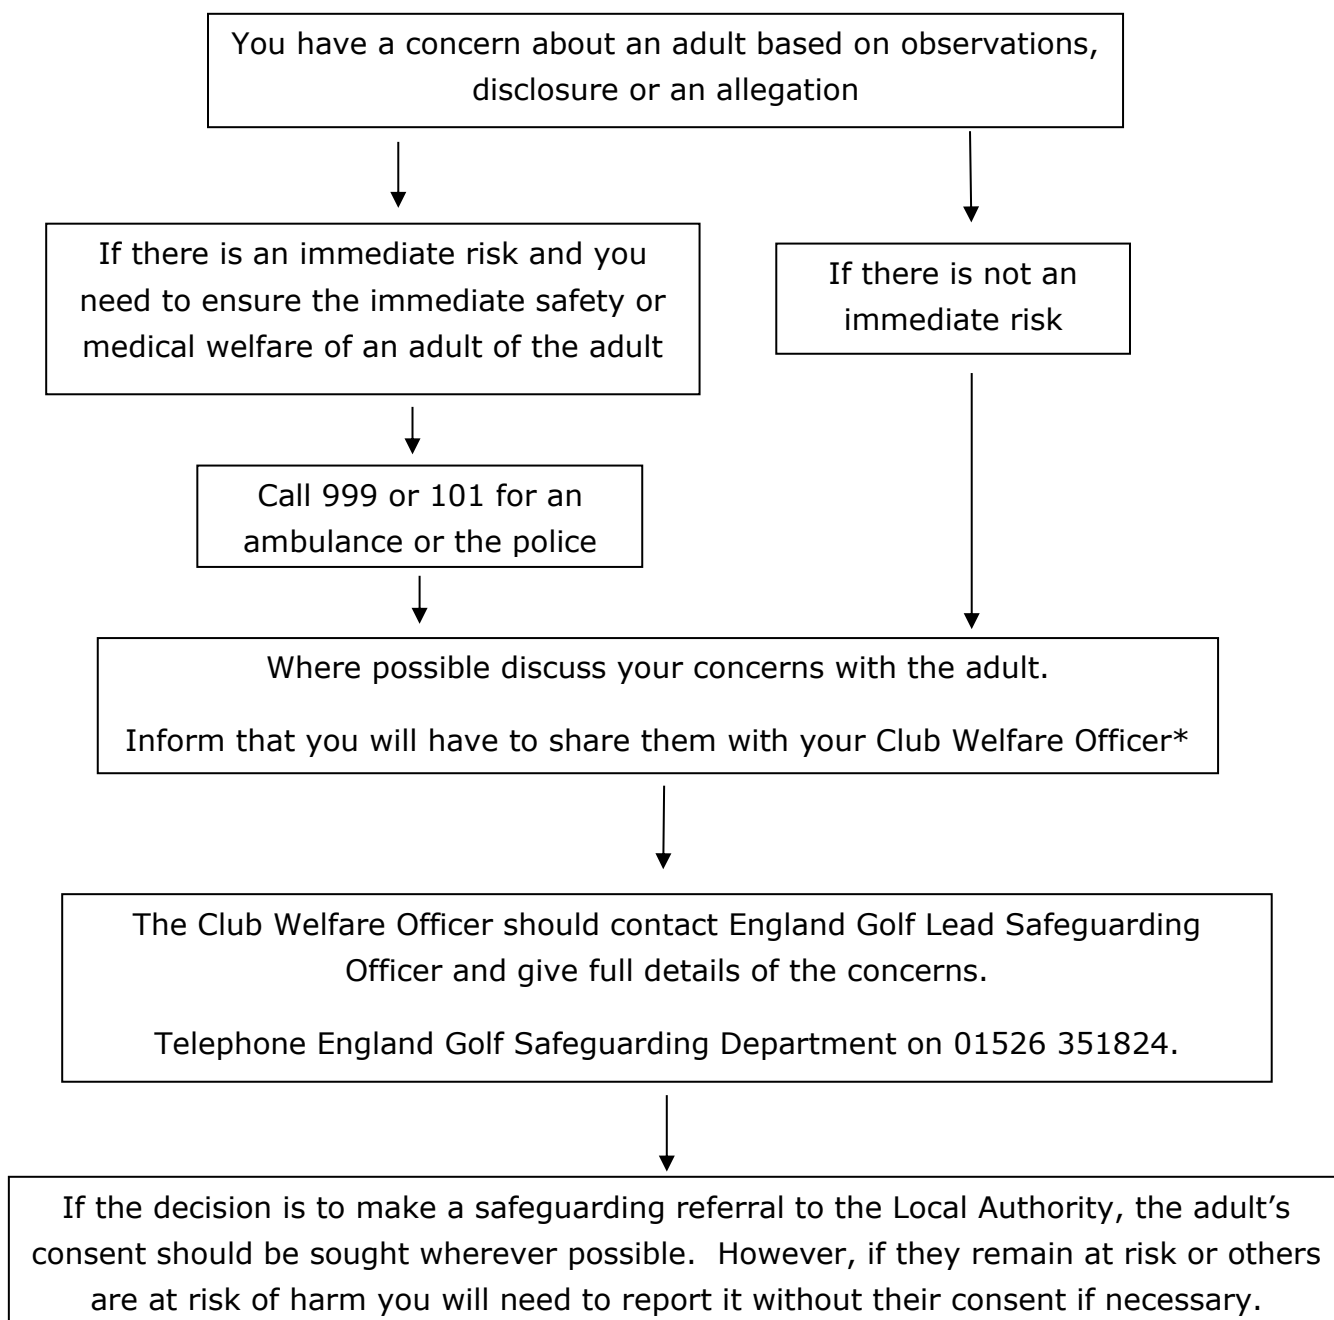 You have a concern about an adult based on observations,
disclosure or an allegation
If there is an immediate risk and you
need to ensure the immediate safety or
medical welfare of an adult of the adult
If there is not an
immediate risk
Call 999 or 101 for an
ambulance or the police
Where possible discuss your concerns with the adult.
Inform that you will have to share them with your Club Welfare Officer*
The Club Welfare Officer should contact England Golf Lead Safeguarding
Officer and give full details of the concerns.
Telephone England Golf Safeguarding Department on 01526 351824.
If the decision is to make a safeguarding referral to the Local Authority, the adult’s
consent should be sought wherever possible.  However, if they remain at risk or others
are at risk of harm you will need to report it without their consent if necessary.